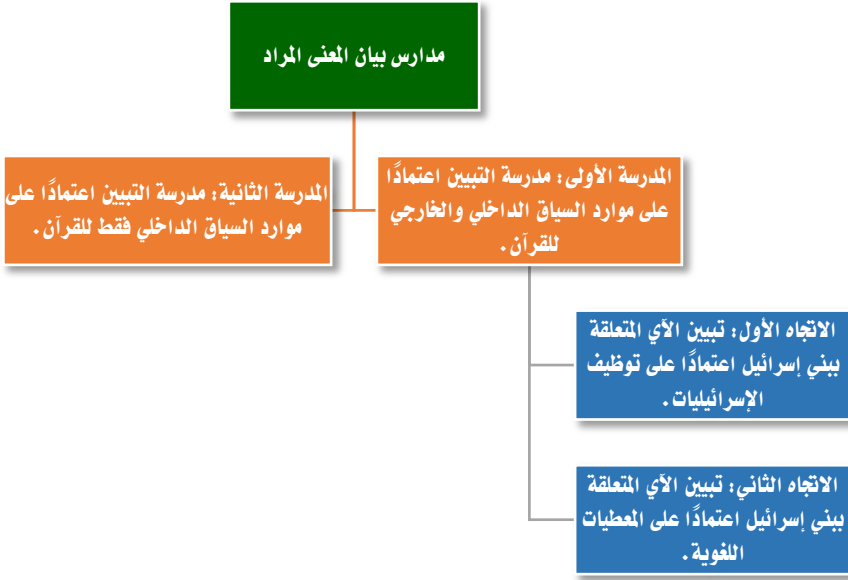 مدارس بيان المعنى المراد
المدرسة الأولى: مدرسة التبيين اعتمادًا
على موارد السياق الداخلي والخارجي
للقرآن.
المدرسة الثانية: مدرسة التبيين اعتمادًا على
موارد السياق الداخلي فقط للقرآن.
الاتجاه الأول: تبيين الآي المتعلقة
ببني إسرائيل اعتمادًا على توظيف
الإسرائيليات.
الاتجاه الثاني: تبيين الآي المتعلقة
ببني إسرائيل اعتمادًا على المعطيات
اللغوية.